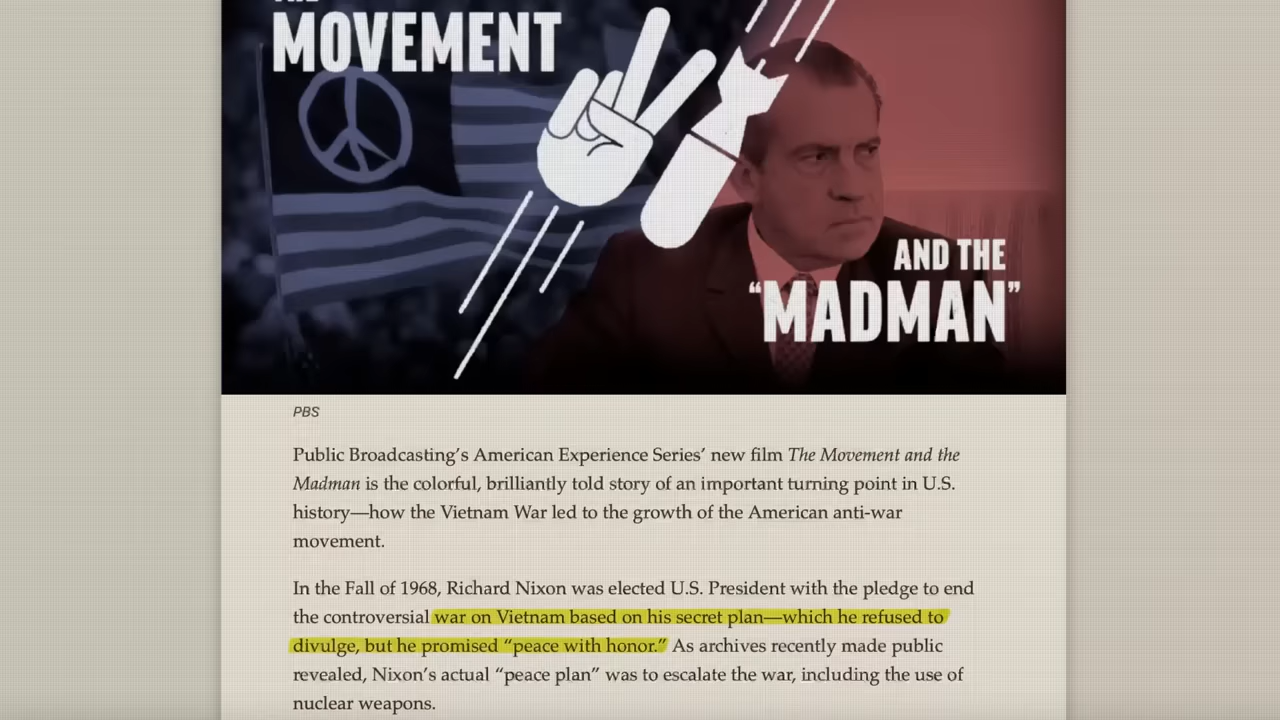 MOVEMENT
AND THE
“MADMAN”
PBS
Public Broadcasting’s American Experience Series’ new film The Movement and the
Madman is the colorful, brilliantly told story of an important turning point in U.S.
history—how the Vietnam War led to the growth of the American anti-war
movement.
In the Fall of 1968, Richard Nixon was elected U.S. President with the pledge to end
the controversial war on Vietnam based on his secret plan—which he refused to
divulge, but he promised “peace with honor.” As archives recently made public
revealed, Nixon’s actual “peace plan” was to escalate the war, including the use of
nuclear weapons.